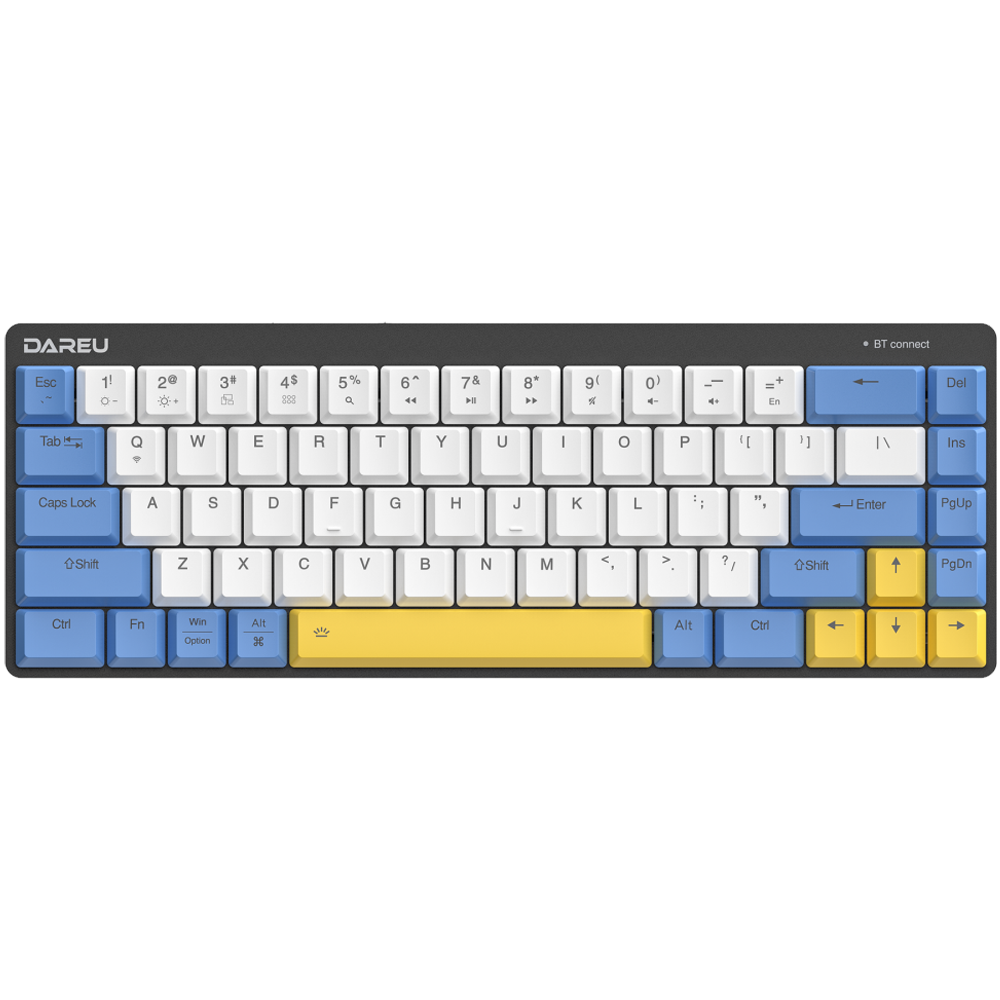 DAREU
BT connect
Esc 1! 2@ 3# 4$ 5% 6^ 7& 8* 9( 0) _— =+ ← Del
`~ - + En
Tab Q W E R T Y U I O P {[ }] |\ Ins
Caps Lock A S D F G H J K L :; ”, Enter PgUp
⇧Shift Z X C V B N M <, >. ?/ ⇧Shift ↑ PgDn
Ctrl Fn Win Alt Alt Ctrl ← ↓ →
Option ⌘